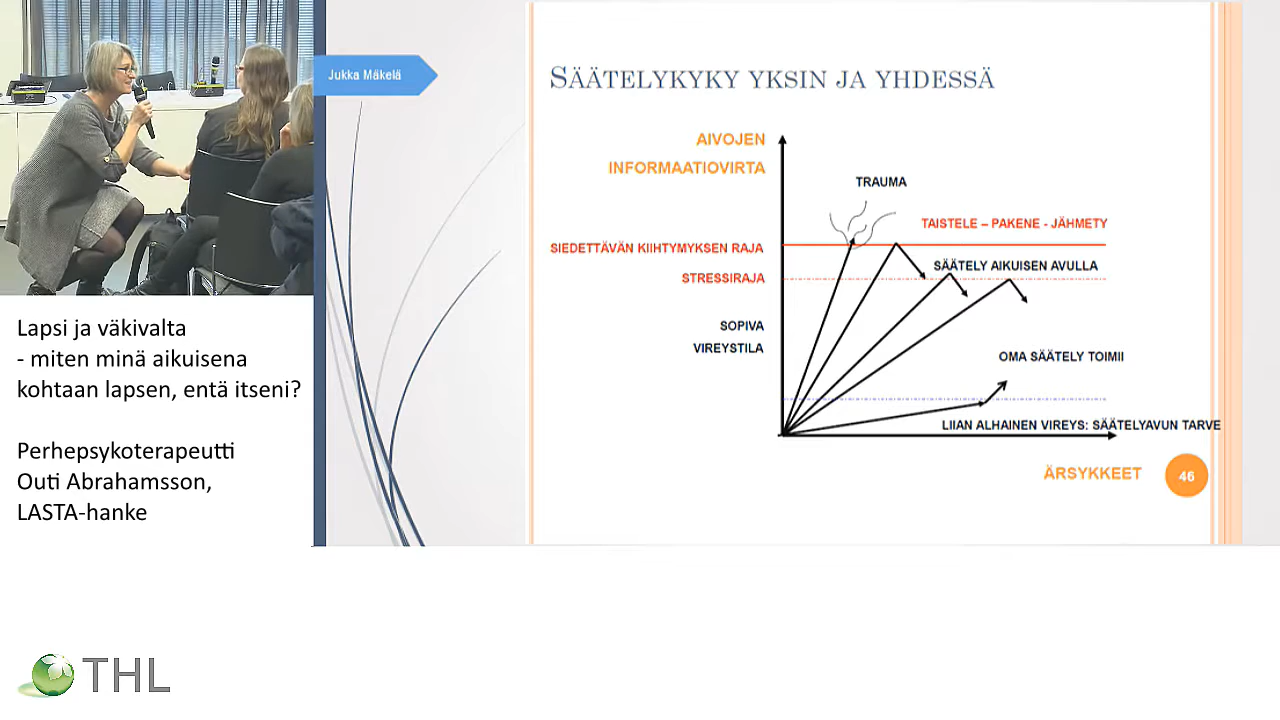 Jukka Mäkelä
SÄÄTELYKYKY YKSIN JA YHDESSÄ
AIVOJEN
INFORMAATIOVIRTA
TRAUMA
TAISTELE – PAKENE - JÄHMETY
SIEDETTÄVÄN KIIHTYMYKSEN RAJA
SÄÄTELY AIKUISEN AVULLA
STRESSIRAJA
SOPIVA
VIREYSTILA
OMA SÄÄTELY TOIMII
LIIAN ALHAINEN VIREYS: SÄÄTELYAVUN TARVE
ÄRSYKKEET
46
Lapsi ja väkivalta
- miten minä aikuisena
kohtaan lapsen, entä itseni?
Perhepsykoterapeutti
Outi Abrahamsson,
LASTA-hanke
THL